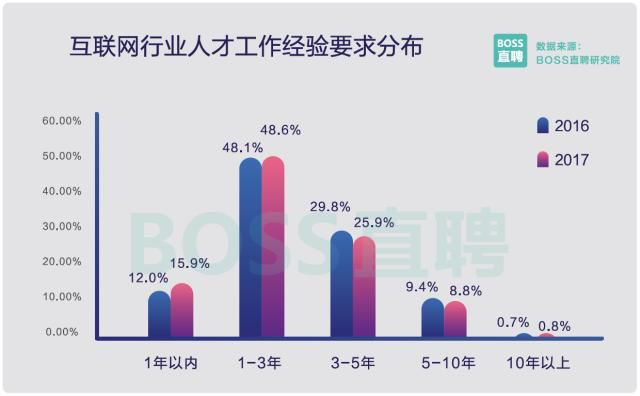 互联网行业人才工作经验要求分布
BOSS
直聘
数据来源：
BOSS直聘研究院
2016
2017
60.00%
50.00%
40.00%
30.00%
20.00%
10.00%
0.00%
12.0%
15.9%
48.1%
48.6%
29.8%
25.9%
9.4%
8.8%
0.7%
0.8%
BOSS直聘
1年以内
1-3年
3-5年
5-10年
10年以上